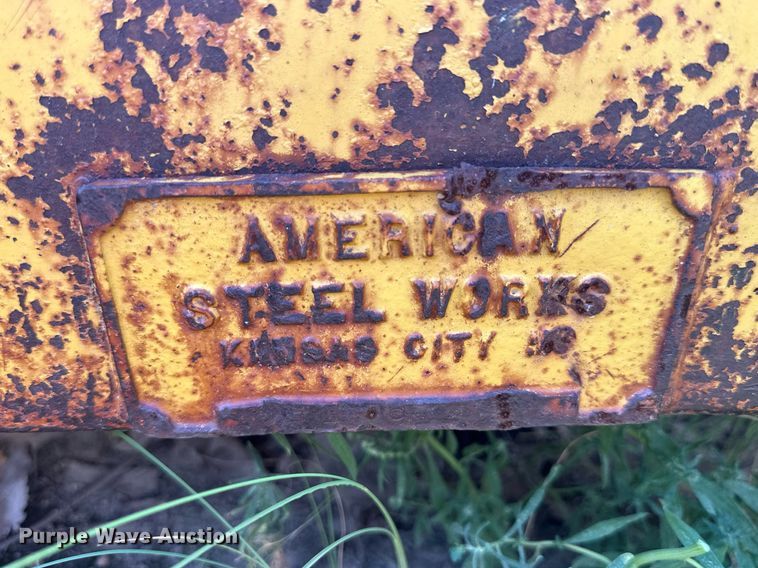 AMERICAN
STEEL WORKS
KANSAS CITY MO
Purple Wave Auction